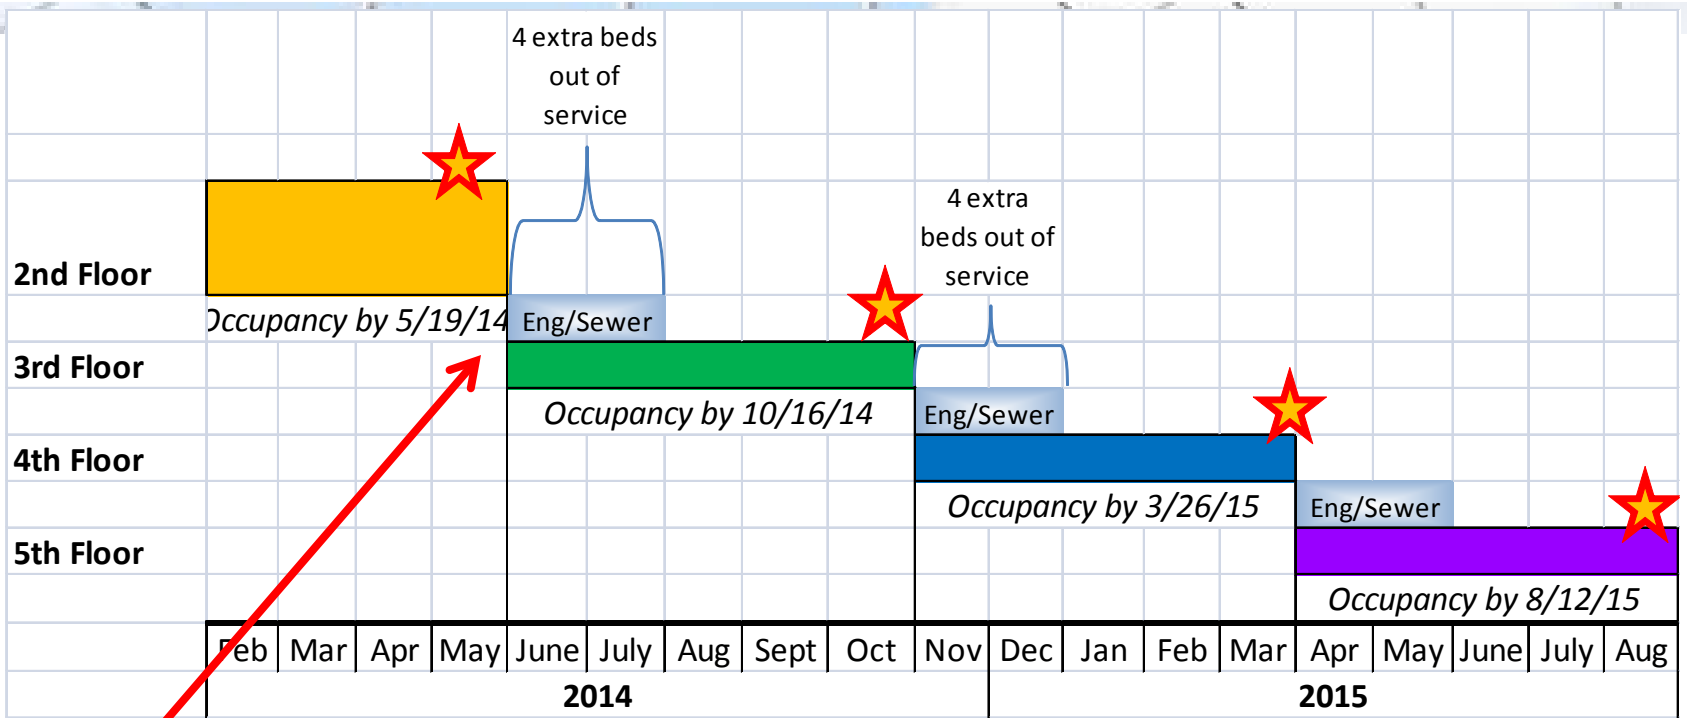 4 extra beds
out of
service
4 extra
beds out of
service
2nd Floor
Occupancy by 5/19/14
Eng/Sewer
3rd Floor
Occupancy by 10/16/14
Eng/Sewer
4th Floor
Occupancy by 3/26/15
Eng/Sewer
5th Floor
Occupancy by 8/12/15
Feb Mar Apr May June July Aug Sept Oct Nov Dec Jan Feb Mar Apr May June July Aug
2014 2015